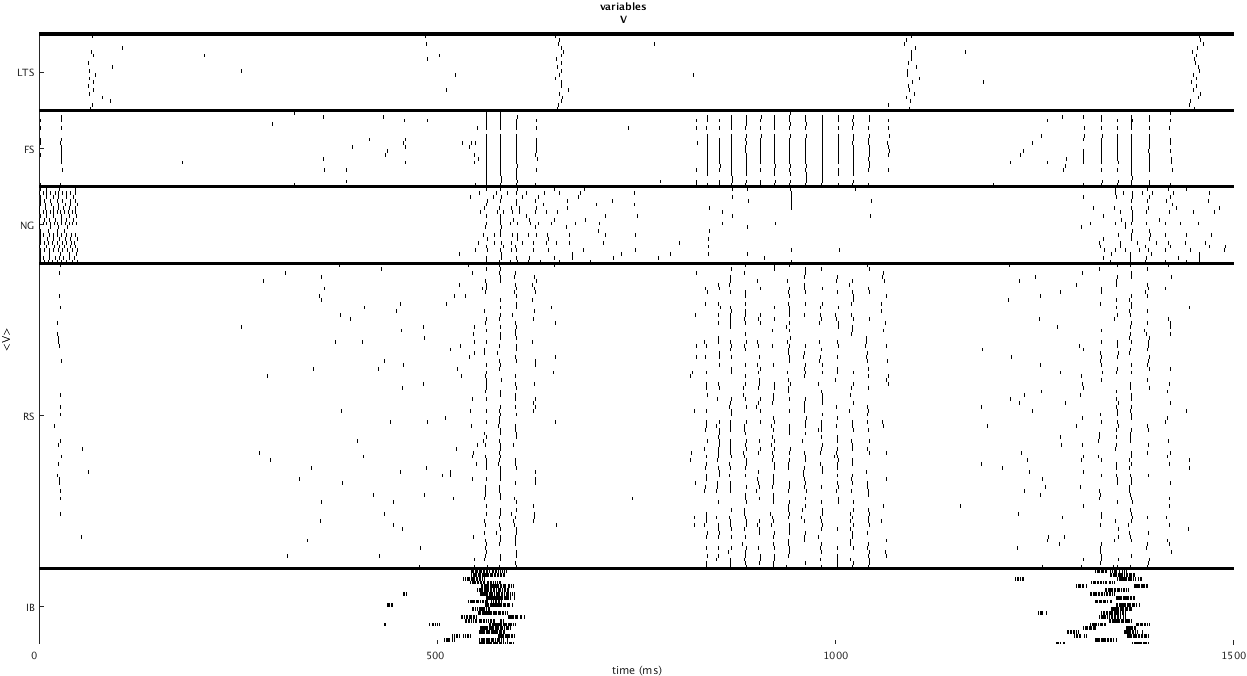 variables
V
LTS
FS
NG
<V>
RS
IB
0
500
1000
1500
time (ms)